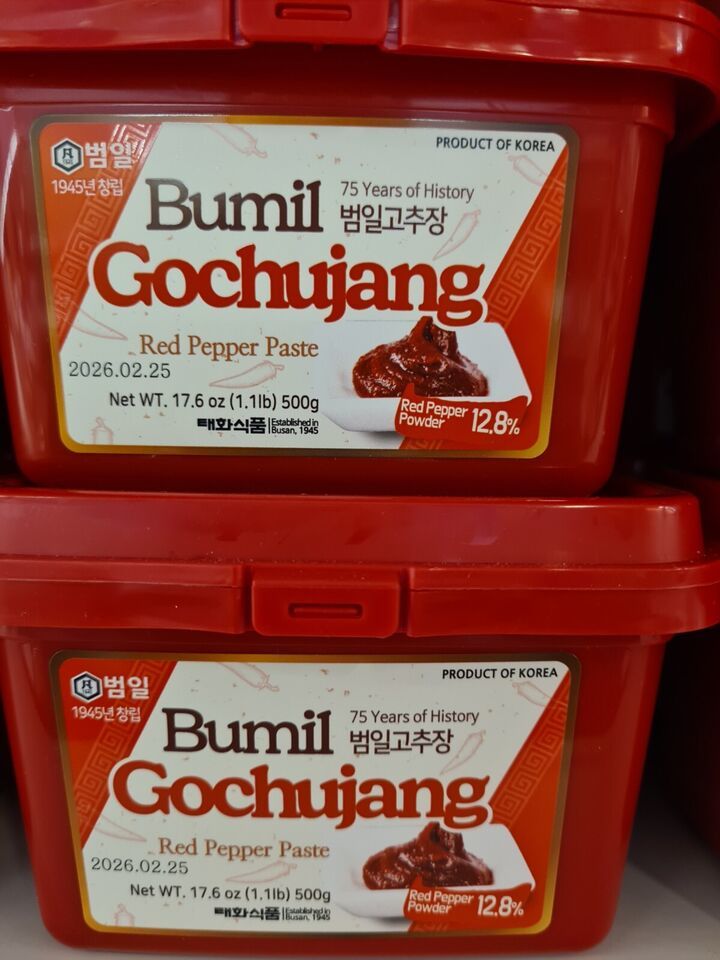 범일
1945년 창립
PRODUCT OF KOREA
Bumil
75 Years of History
범일고추장
Gochujang
Red Pepper Paste
2026.02.25
Net WT. 17.6 oz (1.1lb) 500g
태화식품
Established in
Busan, 1945
Red Pepper
Powder
12.8%
범일
1945년 창립
PRODUCT OF KOREA
Bumil
75 Years of History
범일고추장
Gochujang
Red Pepper Paste
2026.02.25
Net WT. 17.6 oz (1.1lb) 500g
태화식품
Established in
Busan, 1945
Red Pepper
Powder
12.8%